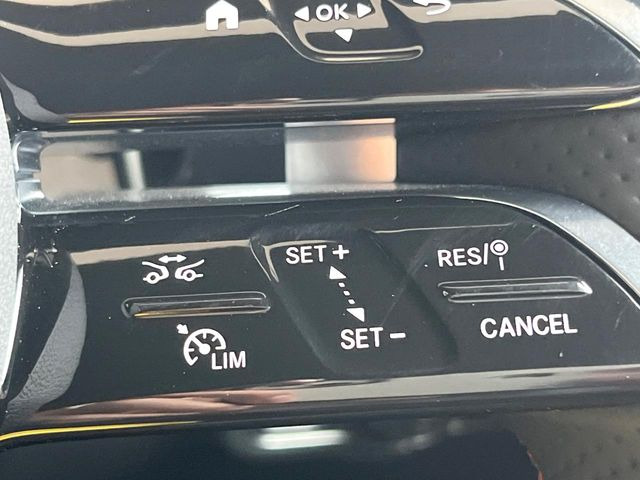 OK
SET +
RES/
SET -
CANCEL
LIM